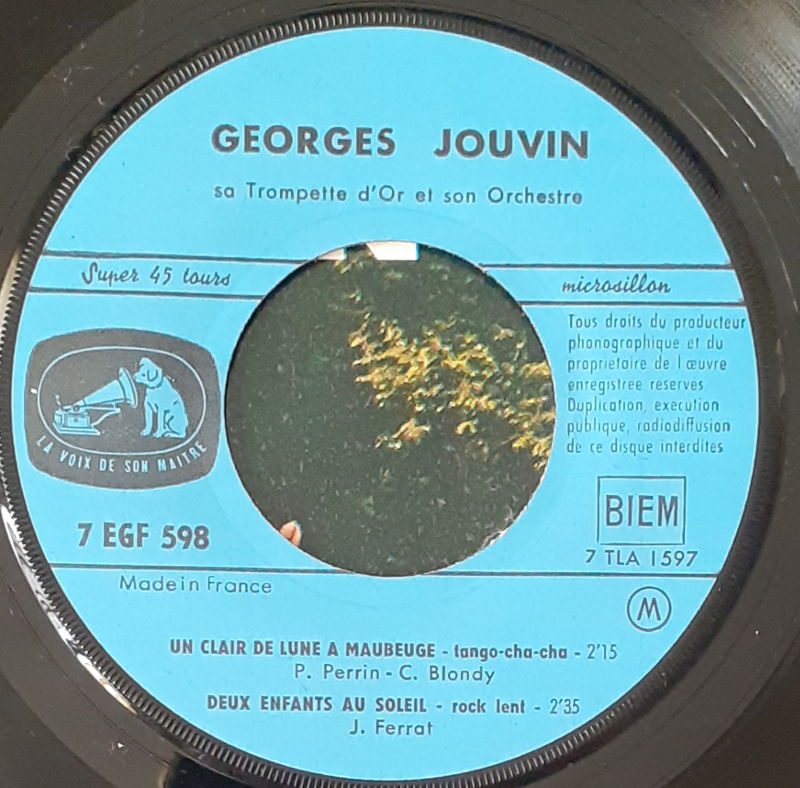 GEORGES JOUVIN
sa Trompette d'Or et son Orchestre
Super 45 tours
microsillon
LA VOIX DE SON MAITRE
Tous droits du producteur
phonographique et du
proprietaire de l œuvre
enregistree reserves
Duplication, execution
publique, radiodiffusion
de ce disque interdites
BIEM
7 EGF 598
7 TLA 1597
Made in France
M
UN CLAIR DE LUNE A MAUBEUGE - tango-cha-cha - 2'15
P. Perrin - C. Blondy
DEUX ENFANTS AU SOLEIL - rock lent - 2'35
J. Ferrat